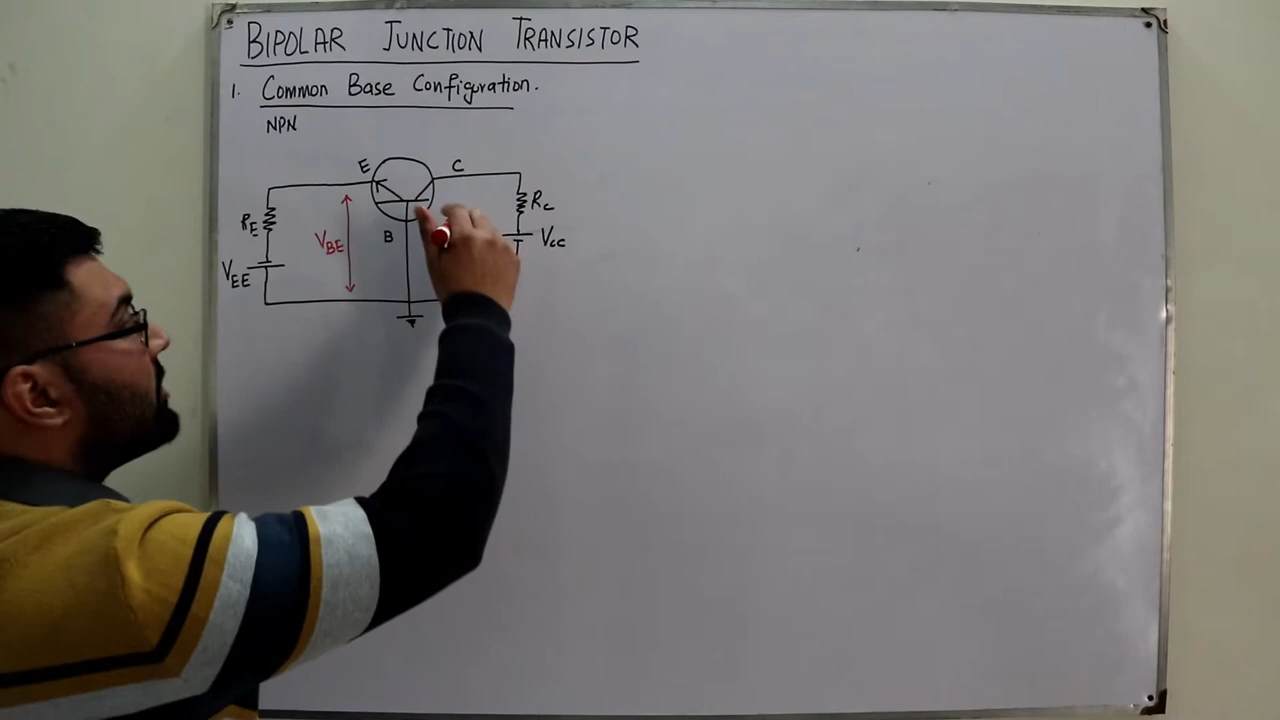 BIPOLAR JUNCTION TRANSISTOR
1. Common Base Configuration.
NPN
E C
RE VBE B RC
VEE VCC